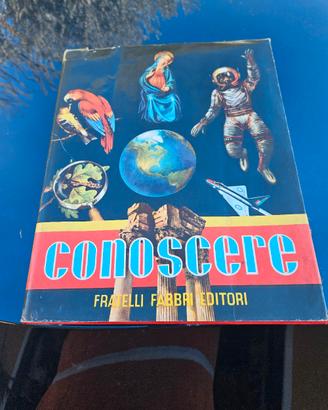 conoscere
FRATELLI FABBRI EDITORI